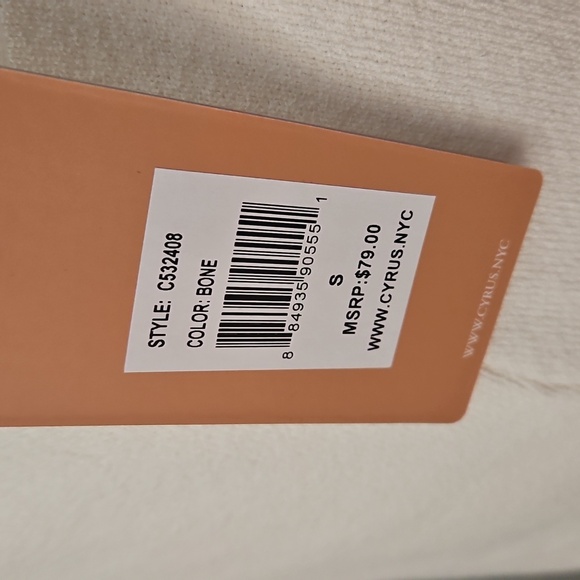 STYLE: C532408
COLOR: BONE
8 84935 90555 1
S
MSRP:$79.00
WWW.CYRUS.NYC
WWW.CYRUS.NYC